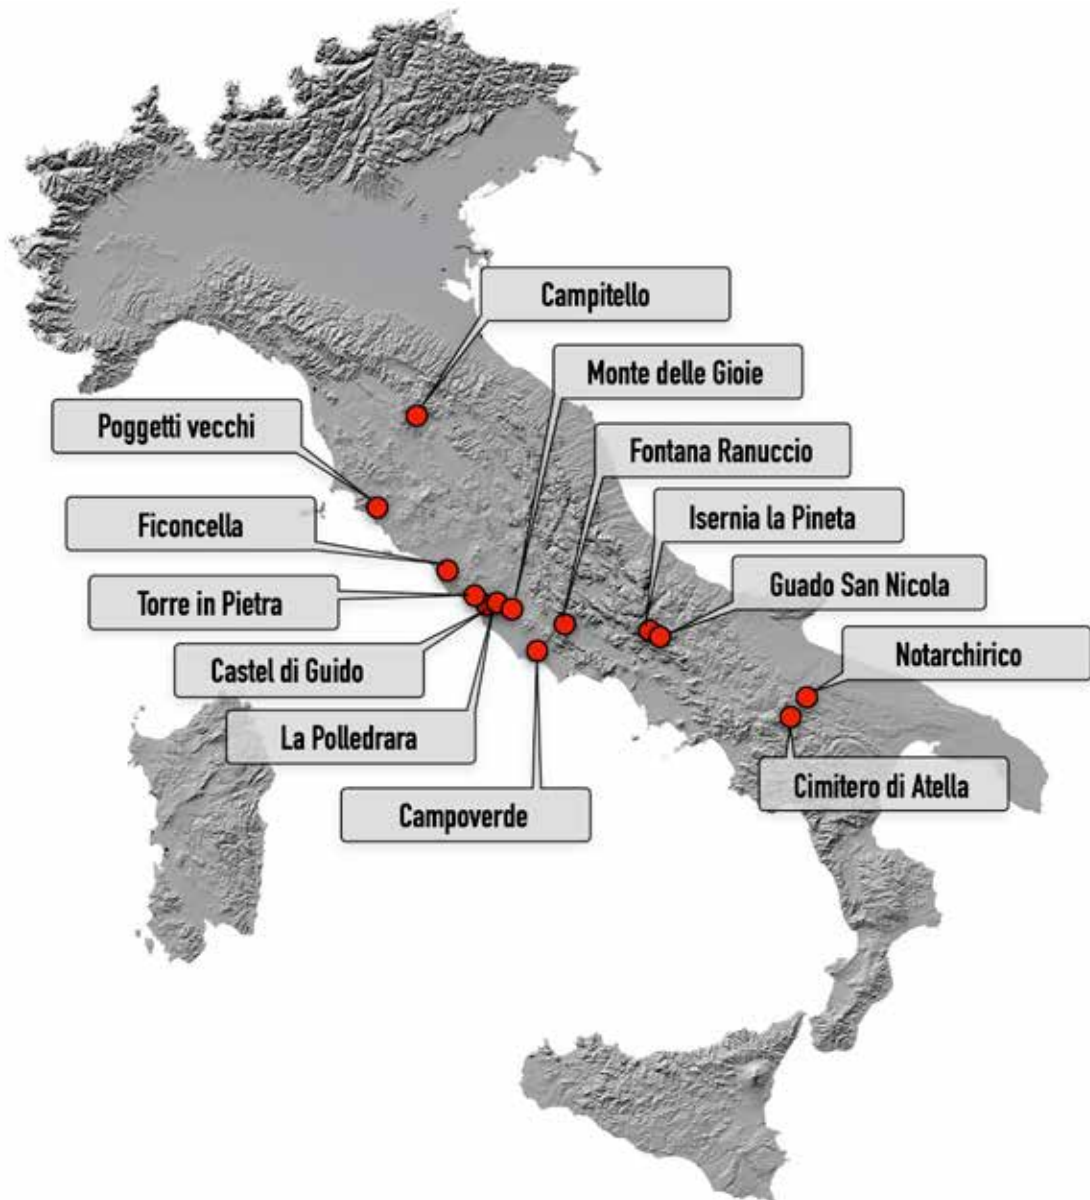 Campitello
Monte delle Gioie
Poggetti vecchi
Fontana Ranuccio
Isernia la Pineta
Ficoncella
Guado San Nicola
Torre in Pietra
Notarchirico
Castel di Guido
La Polledrara
Cimitero di Atella
Campoverde